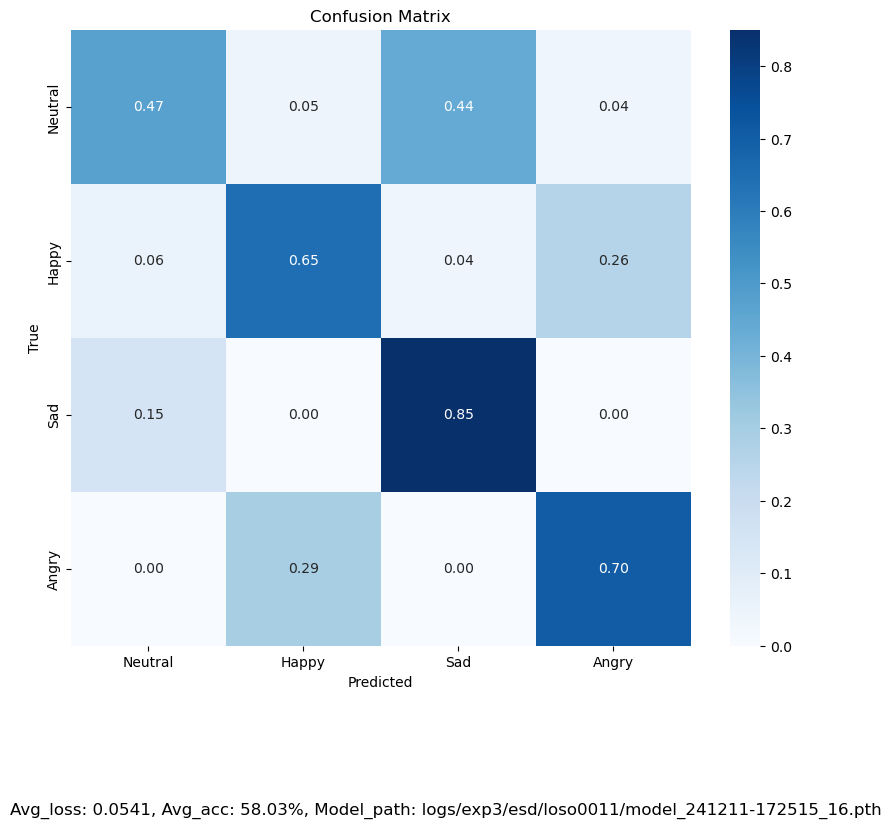 Confusion Matrix
Neutral 0.47 0.05 0.44 0.04
Happy 0.06 0.65 0.04 0.26
Sad 0.15 0.00 0.85 0.00
Angry 0.00 0.29 0.00 0.70
True
Neutral Happy Sad Angry
Predicted
0.8
0.7
0.6
0.5
0.4
0.3
0.2
0.1
0.0
Avg_loss: 0.0541, Avg_acc: 58.03%, Model_path: logs/exp3/esd/loso0011/model_241211-172515_16.pth